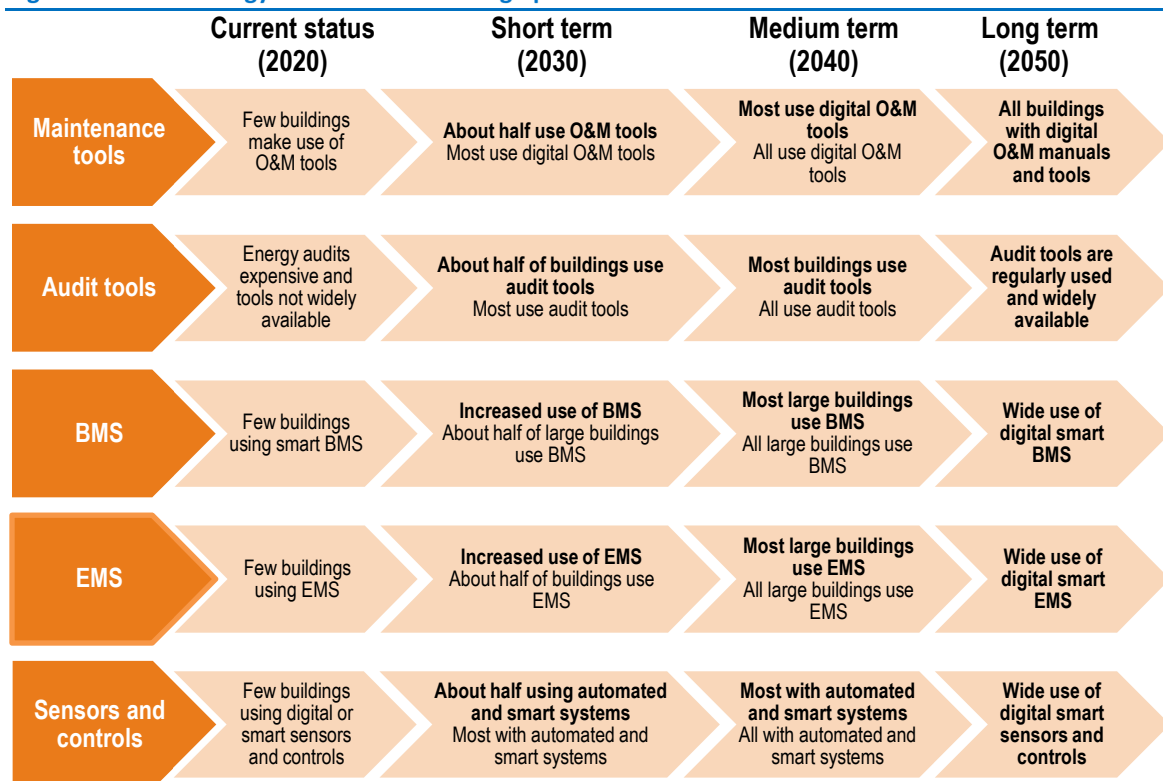 Current status
(2020)
Short term
(2030)
Medium term
(2040)
Long term
(2050)
Maintenance
tools
Few buildings
make use of
O&M tools
About half use O&M tools
Most use digital O&M tools
Most use digital O&M
tools
All use digital O&M
tools
All buildings
with digital
O&M manuals
and tools
Audit tools
Energy audits
expensive and
tools not widely
available
About half of buildings use
audit tools
Most use audit tools
Most buildings use
audit tools
All use audit tools
Audit tools are
regularly used
and widely
available
BMS
Few buildings
using smart BMS
Increased use of BMS
About half of large buildings
use BMS
Most large buildings
use BMS
All large buildings use
BMS
Wide use of
digital smart
BMS
EMS
Few buildings
using EMS
Increased use of EMS
About half of buildings use
EMS
Most large buildings
use EMS
All large buildings use
EMS
Wide use of
digital smart
EMS
Sensors and
controls
Few buildings
using digital or
smart sensors
and controls
About half using automated
and smart systems
Most with automated and
smart systems
Most with automated
and smart systems
All with automated and
smart systems
Wide use of
digital smart
sensors and
controls